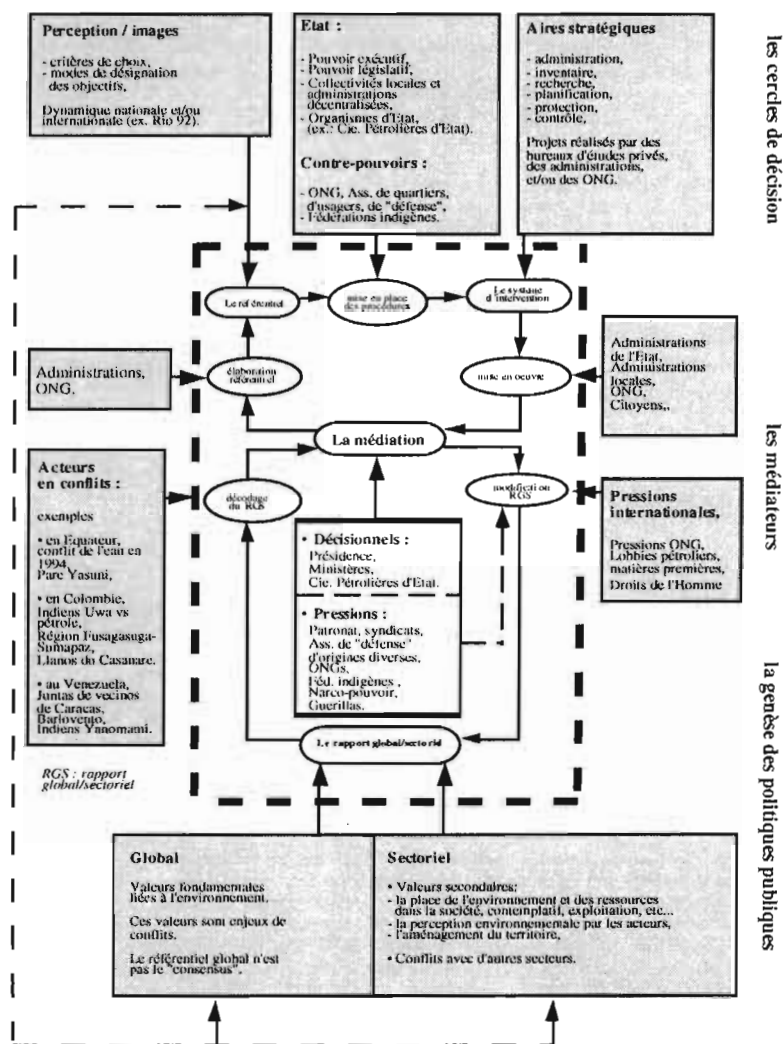 Perception / images
- critères de choix,
- modes de désignation
des objectifs,
Dynamique nationale et/ou
internationale (ex. Rio 92).
Etat :
- Pouvoir exécutif,
- Pouvoir législatif,
- Collectivités locales et
administrations
décentralisées,
- Organismes d'Etat,
(ex.: Cie. Pétrolières d'Etat).
Contre-pouvoirs :
- ONG, Ass. de quartiers,
d'usagers, de "défense",
- Fédérations indigènes.
Aires stratégiques
- administration,
- inventaire,
- recherche,
- planification,
- protection,
- contrôle,
Projets réalisés par des
bureaux d'études privés,
des administrations,
et/ou des ONG.
les cercles de décision
Le référentiel
mise en place
des procédures
Le système
d'intervention
Administrations,
ONG.
élaboration
référentiel
mise en oeuvre
Administrations
de l'Etat,
Administrations
locales,
ONG,
Citoyens,,
La médiation
les médiateurs
Acteurs
en conflits :
exemples
• en Equateur,
conflit de l'eau en
1994,
Parc Yasuni,
• en Colombie,
Indiens Uwa vs
pétrole,
Région Fusagasuga-
Sumapaz,
Llanos du Casanare.
• au Venezuela,
Juntas de vecinos
de Caracas,
Barlovento,
Indiens Yanomami.
décodage
du RGS
modification
RGS
Pressions
internationales,
Pressions ONG,
Lobbies pétroliers,
matières premières,
Droits de l'Homme
• Décisionnels :
Présidence,
Ministères,
Cie. Pétrolières d'Etat.
• Pressions :
Patronat, syndicats,
Ass. de "défense"
d'origines diverses,
ONGs,
Féd. indigènes ,
Narco-pouvoir,
Guerillas.
Le rapport global/sectoriel
RGS : rapport
global/sectoriel
la genèse des politiques publiques
Global
Valeurs fondamentales
liées à l'environnement.
Ces valeurs sont enjeux de
conflits.
Le référentiel global n'est
pas le "consensus".
Sectoriel
• Valeurs secondaires:
- la place de l'environnement et des ressources
dans la société, contemplatif, exploitation, etc...
- la perception environnementale par les acteurs,
- l'aménagement du territoire,
• Conflits avec d'autres secteurs.